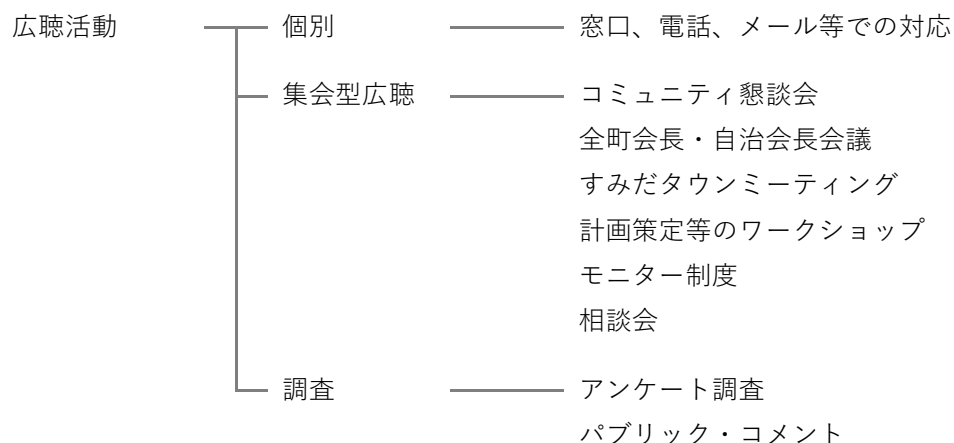 広聴活動 個別 窓口、電話、メール等での対応
集会型広聴 コミュニティ懇談会
全町会長・自治会長会議
すみだタウンミーティング
計画策定等のワークショップ
モニター制度
相談会
調査 アンケート調査
パブリック・コメント